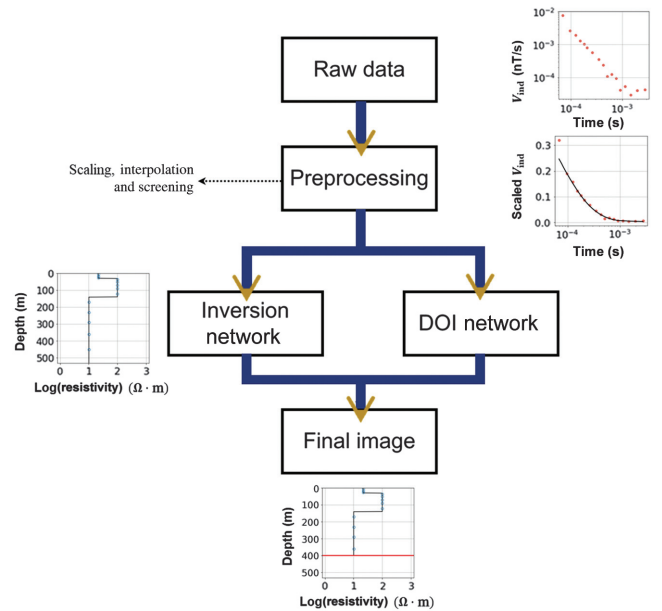 Raw data
10⁻²
10⁻³
10⁻⁴
V_ind (nT/s)
10⁻⁴
10⁻³
Time (s)
Scaling, interpolation
and screening
Preprocessing
0.3
0.2
0.1
0.0
Scaled V_ind
10⁻⁴
10⁻³
Time (s)
0
100
200
300
400
500
Depth (m)
0
1
2
3
Log(resistivity) (Ω · m)
Inversion
network
DOI network
Final image
0
100
200
300
400
500
Depth (m)
0
1
2
3
Log(resistivity) (Ω · m)